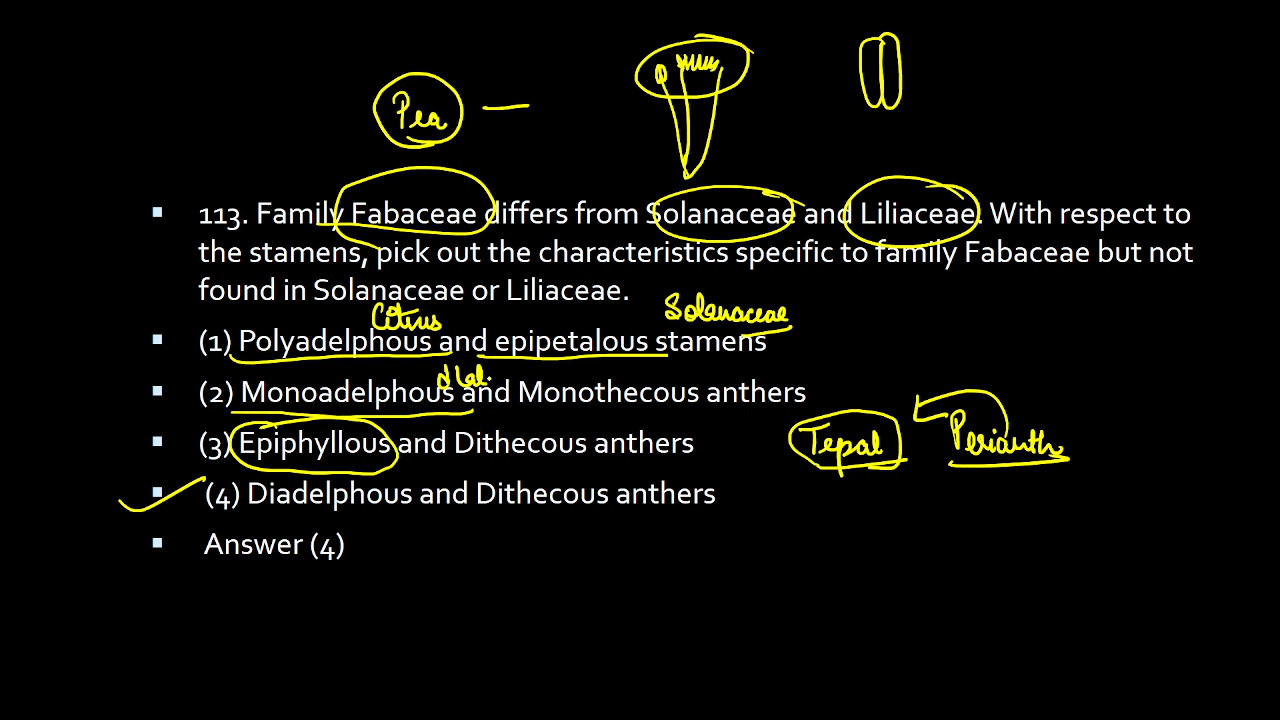 Pea
113. Family Fabaceae differs from Solanaceae and Liliaceae. With respect to
the stamens, pick out the characteristics specific to family Fabaceae but not
found in Solanaceae or Liliaceae.
Citrus Solanaceae
(1) Polyadelphous and epipetalous stamens
(2) Monoadelphous and Monothecous anthers
(3) Epiphyllous and Dithecous anthers
Tepal Perianth
(4) Diadelphous and Dithecous anthers
Answer (4)